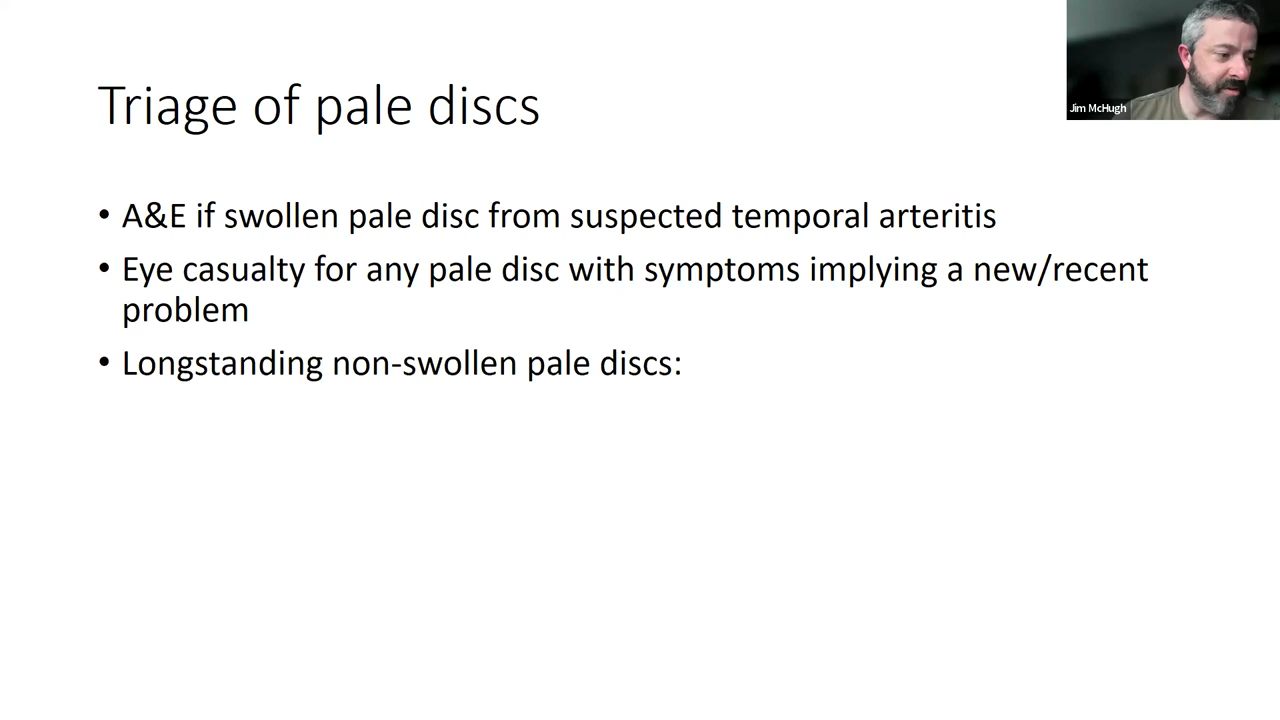 Triage of pale discs
Jim McHugh
• A&E if swollen pale disc from suspected temporal arteritis
• Eye casualty for any pale disc with symptoms implying a new/recent
problem
• Longstanding non-swollen pale discs: